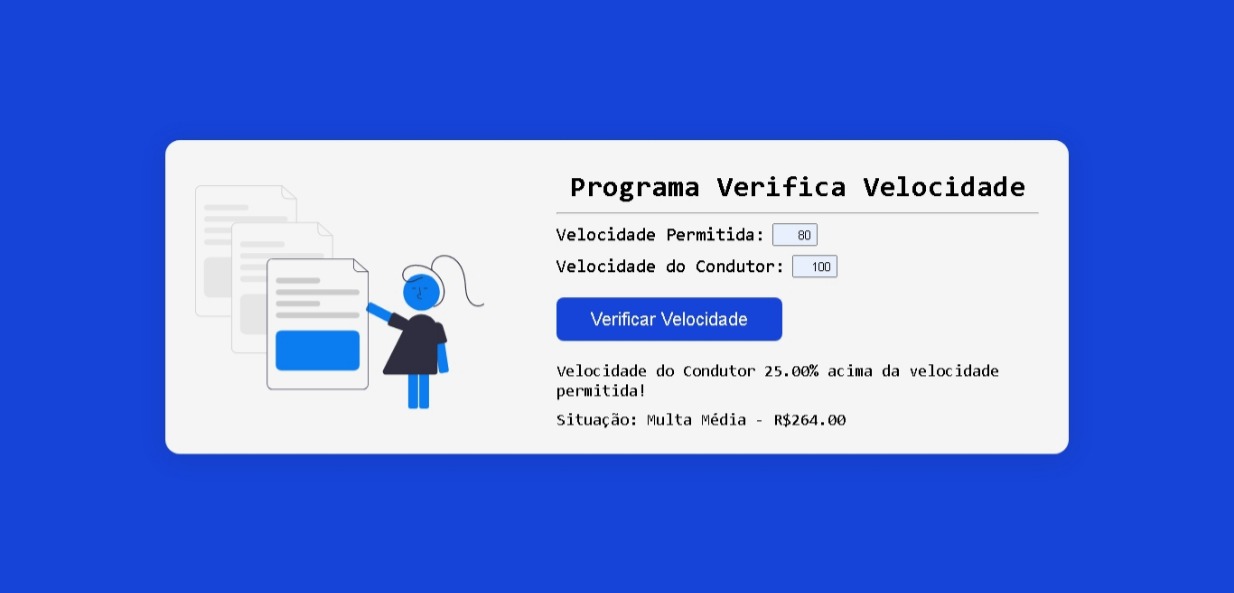 Programa Verifica Velocidade
Velocidade Permitida: 80
Velocidade do Condutor: 100
Verificar Velocidade
Velocidade do Condutor 25.00% acima da velocidade
permitida!
Situação: Multa Média - R$264.00